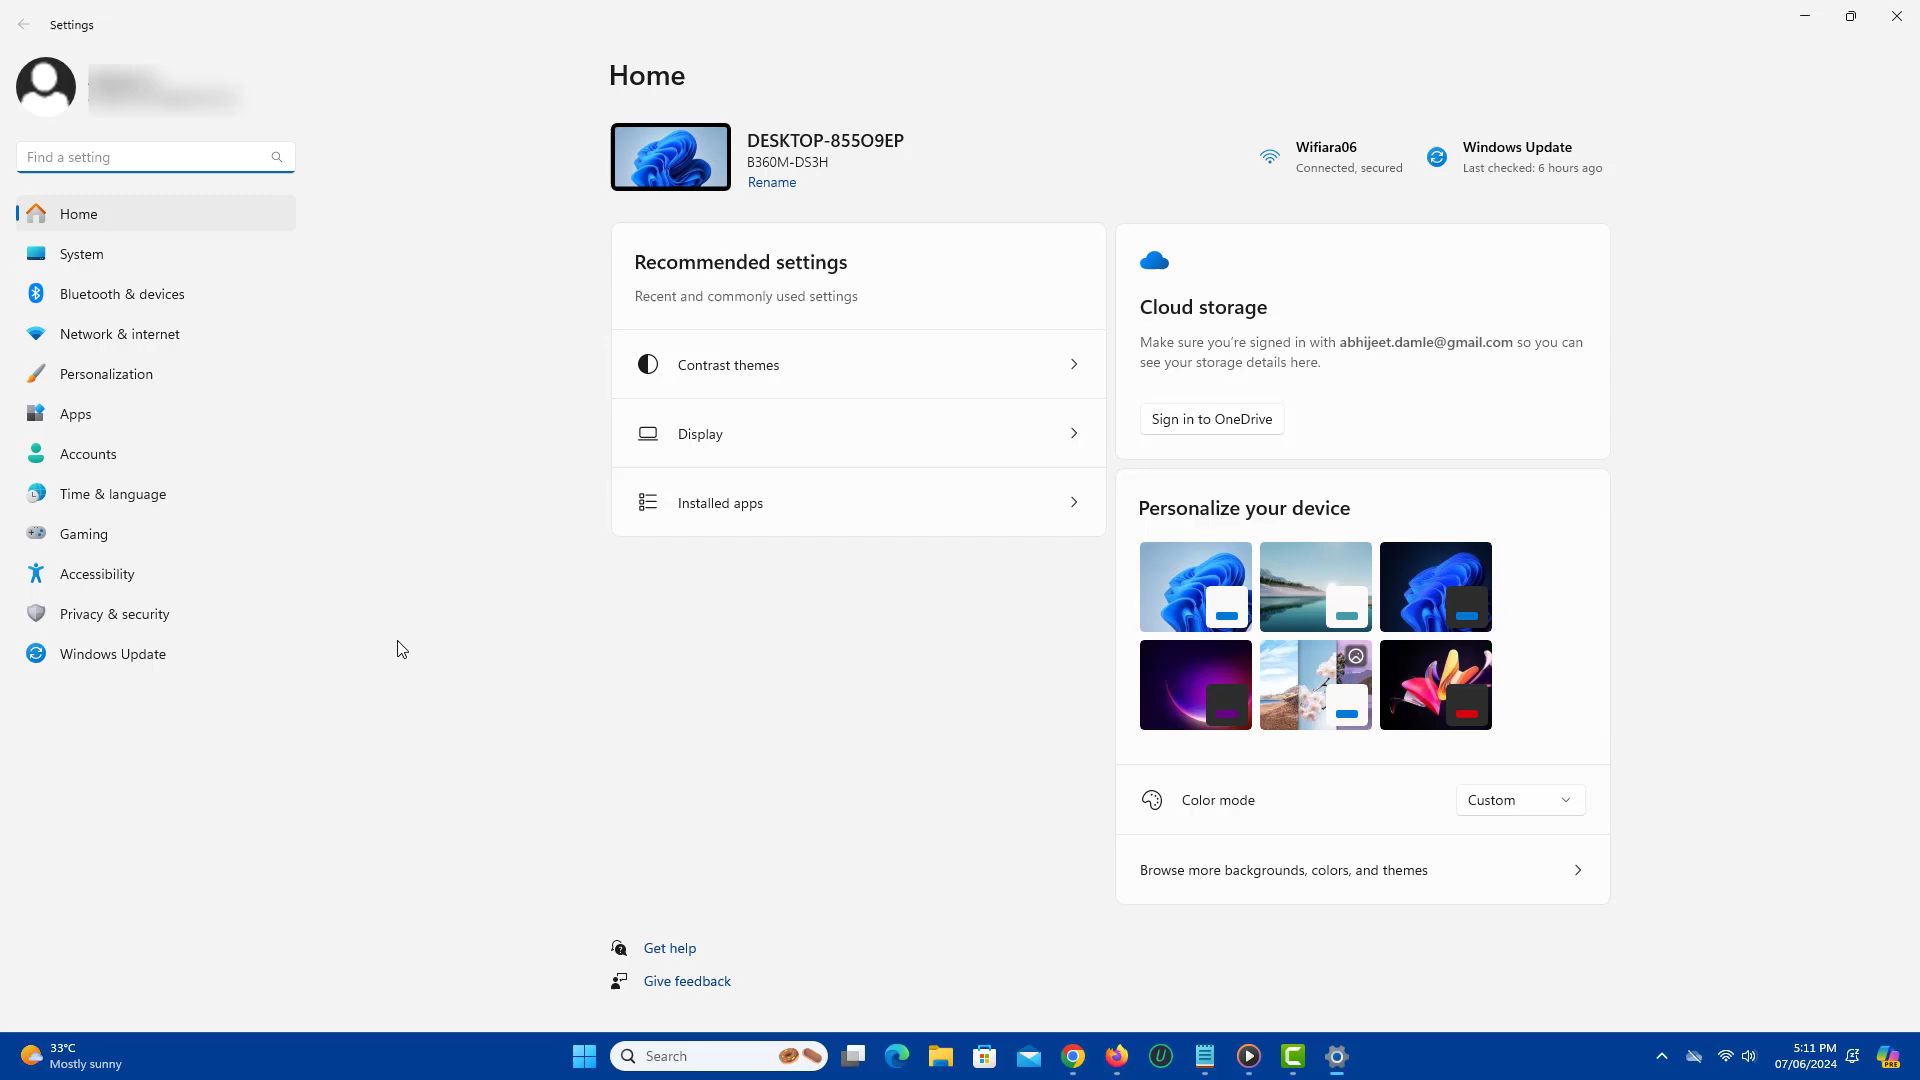 Settings
Find a setting
Home
System
Bluetooth & devices
Network & internet
Personalization
Apps
Accounts
Time & language
Gaming
Accessibility
Privacy & security
Windows Update
Home
DESKTOP-855O9EP
B360M-DS3H
Rename
Wifiara06
Connected, secured
Windows Update
Last checked: 6 hours ago
Recommended settings
Recent and commonly used settings
Contrast themes
Display
Installed apps
Cloud storage
Make sure you're signed in with abhijeet.damle@gmail.com so you can
see your storage details here.
Sign in to OneDrive
Personalize your device
Color mode
Custom
Browse more backgrounds, colors, and themes
Get help
Give feedback
33°C
Mostly sunny
Search
5:11 PM
07/06/2024
PRE